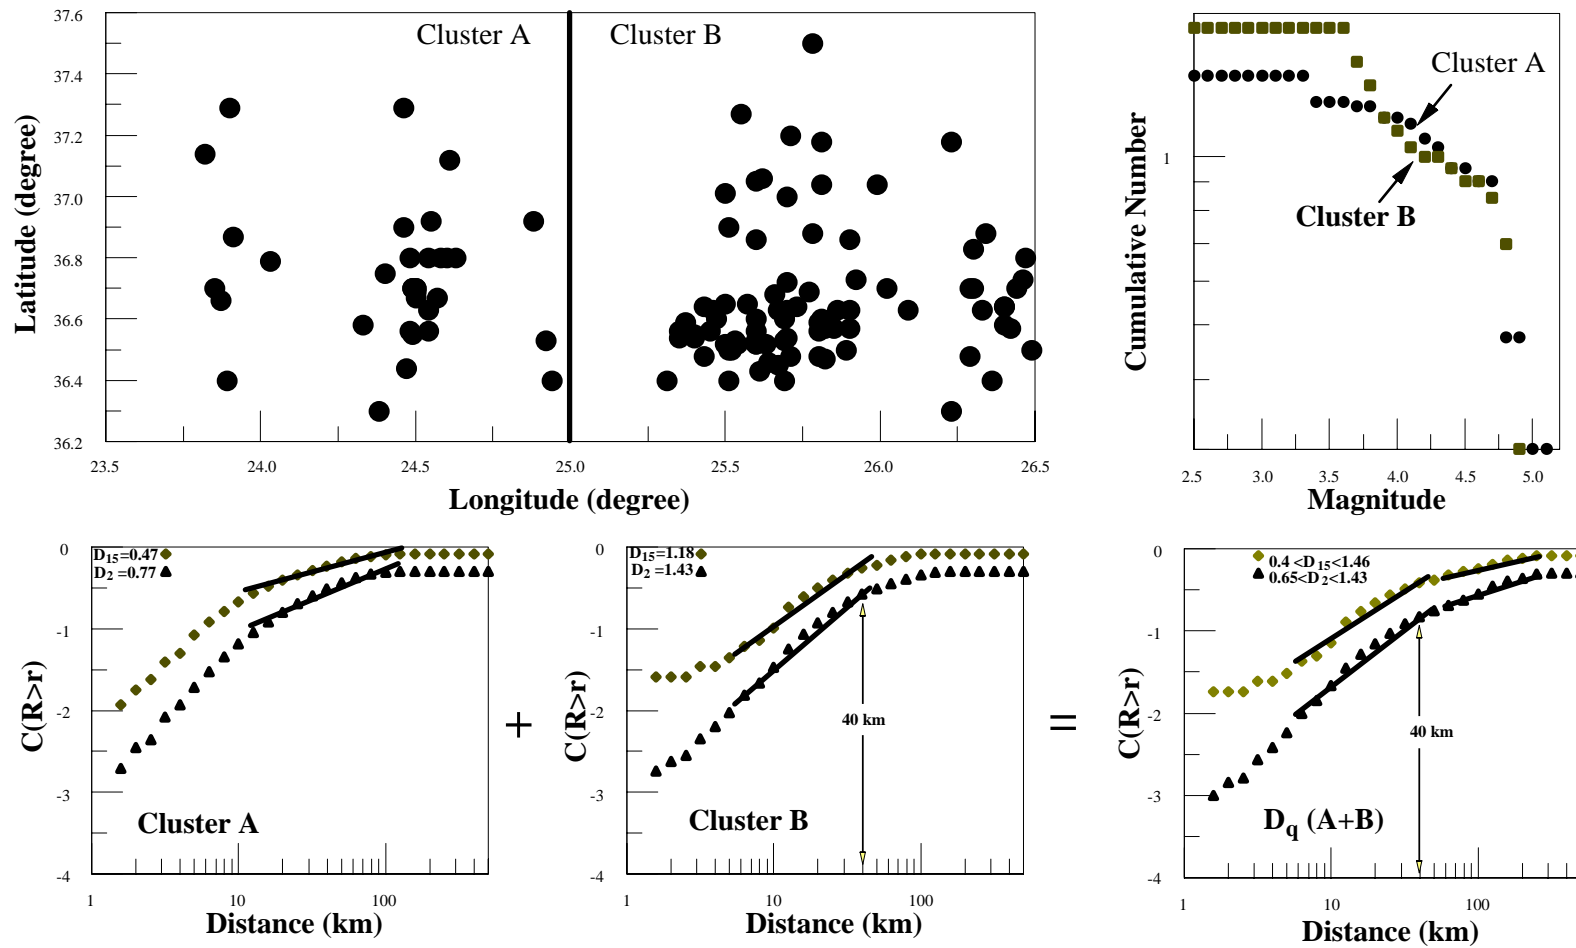 37.6
37.4
37.2
37.0
36.8
36.6
36.4
36.2
Latitude (degree)
Cluster A
Cluster B
23.5 24.0 24.5 25.0 25.5 26.0 26.5
Longitude (degree)
Cumulative Number
1
Cluster A
Cluster B
2.5 3.0 3.5 4.0 4.5 5.0
Magnitude
0
-1
-2
-3
-4
C(R>r)
D15=0.47
D2 =0.77
Cluster A
1 10 100
Distance (km)
+
0
-1
-2
-3
-4
C(R>r)
D15=1.18
D2 =1.43
40 km
Cluster B
1 10 100
Distance (km)
=
0
-1
-2
-3
-4
C(R>r)
0.4 <D15<1.46
0.65<D2<1.43
40 km
Dq (A+B)
1 10 100
Distance (km)